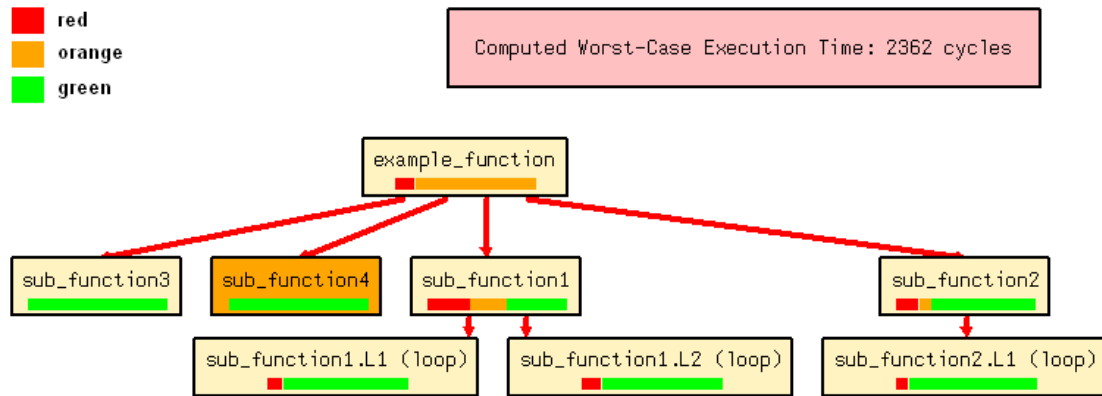 red
orange
green
Computed Worst-Case Execution Time: 2362 cycles
example_function
sub_function3
sub_function4
sub_function1
sub_function2
sub_function1.L1 (loop)
sub_function1.L2 (loop)
sub_function2.L1 (loop)